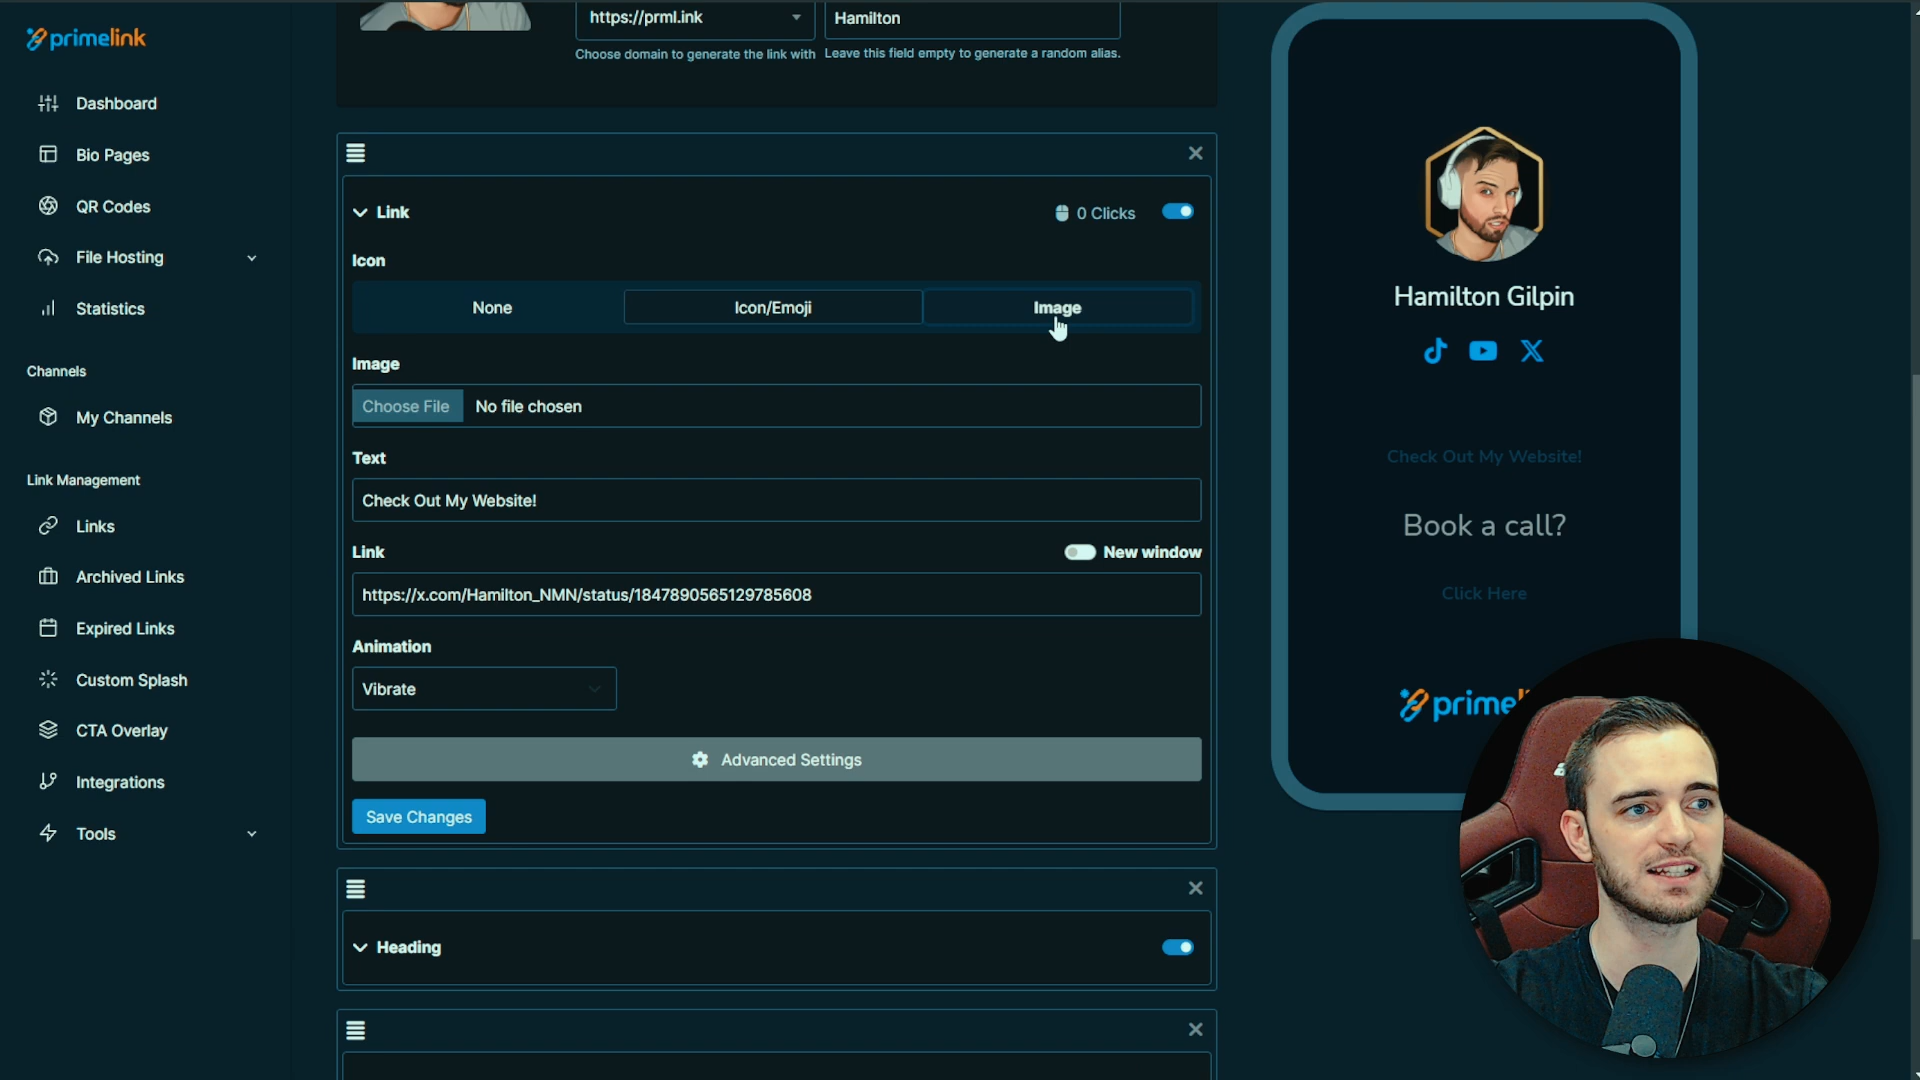 primelink
Dashboard
Bio Pages
QR Codes
File Hosting
Statistics
Channels
My Channels
Link Management
Links
Archived Links
Expired Links
Custom Splash
CTA Overlay
Integrations
Tools
https://prml.ink
Hamilton
Choose domain to generate the link with
Leave this field empty to generate a random alias.
Link
0 Clicks
Icon
None
Icon/Emoji
Image
Image
Choose File
No file chosen
Text
Check Out My Website!
Link
New window
https://x.com/Hamilton_NMN/status/1847890565129785608
Animation
Vibrate
Advanced Settings
Save Changes
Heading
Hamilton Gilpin
Check Out My Website!
Book a call?
Click Here
primel